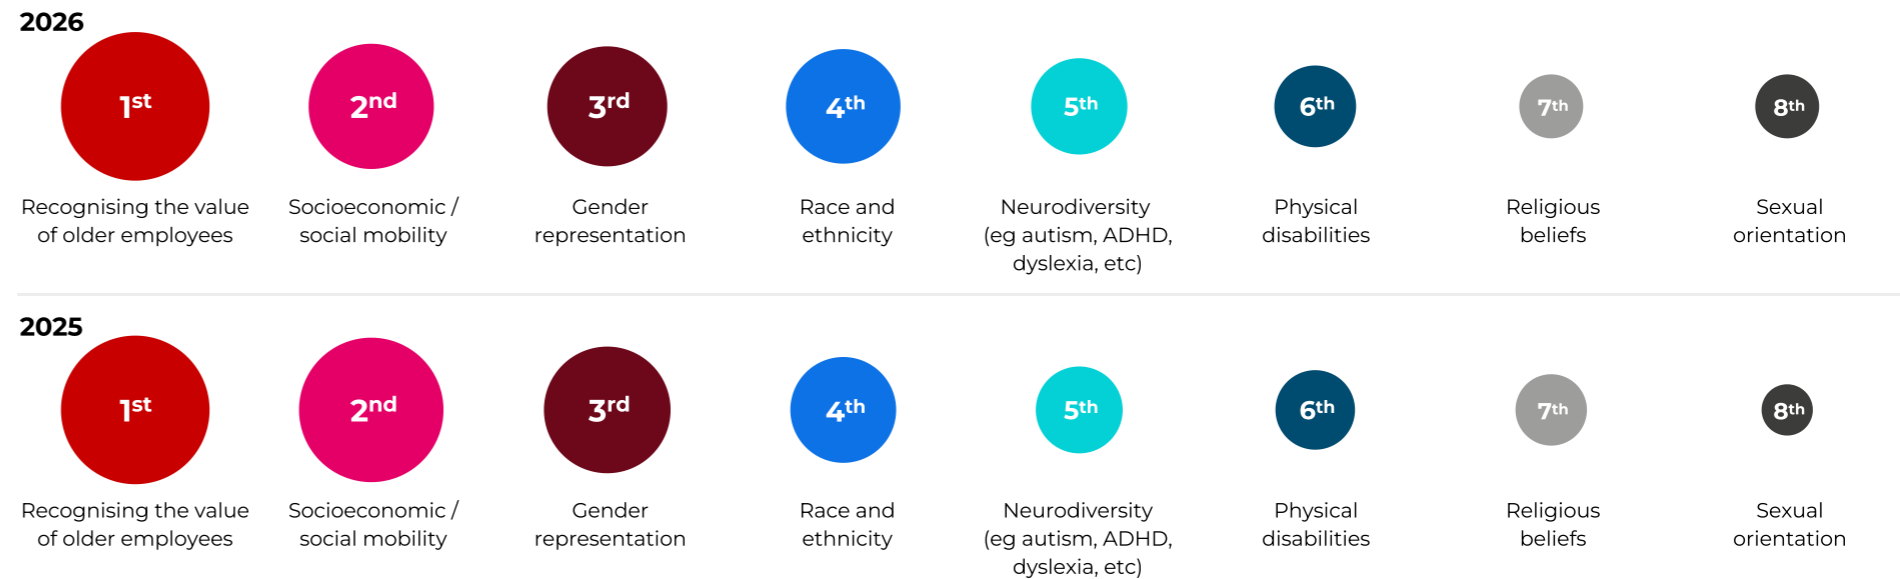 2026
1st 2nd 3rd 4th 5th 6th 7th 8th
Recognising the value Socioeconomic / Gender Race and Neurodiversity Physical Religious Sexual
of older employees social mobility representation ethnicity (eg autism, ADHD, disabilities beliefs orientation
dyslexia, etc)
2025
1st 2nd 3rd 4th 5th 6th 7th 8th
Recognising the value Socioeconomic / Gender Race and Neurodiversity Physical Religious Sexual
of older employees social mobility representation ethnicity (eg autism, ADHD, disabilities beliefs orientation
dyslexia, etc)